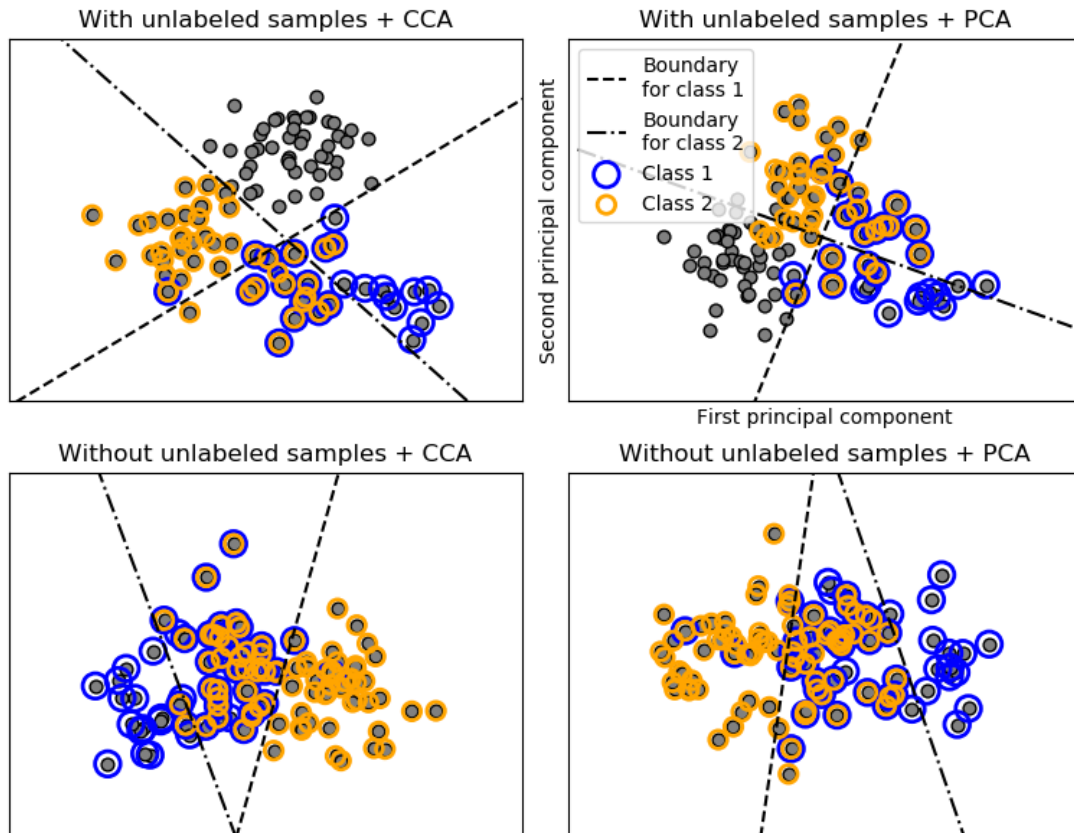 With unlabeled samples + CCA
With unlabeled samples + PCA
Boundary
for class 1
Boundary
for class 2
Class 1
Class 2
Second principal component
First principal component
Without unlabeled samples + CCA
Without unlabeled samples + PCA